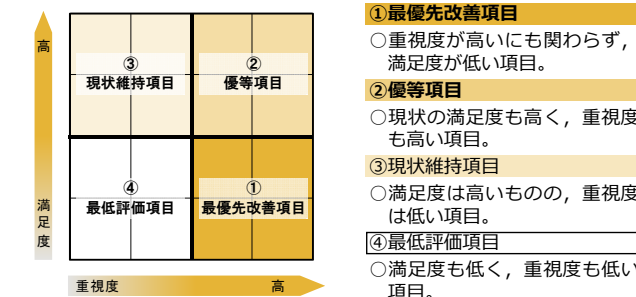 高
満
足
度
③
現状維持項目
②
優等項目
④
最低評価項目
①
最優先改善項目
重視度
高
①最優先改善項目
○重視度が高いにも関わらず，
満足度が低い項目。
②優等項目
○現状の満足度も高く，重視度
も高い項目。
③現状維持項目
○満足度は高いものの，重視度
は低い項目。
④最低評価項目
○満足度も低く，重視度も低い
項目。